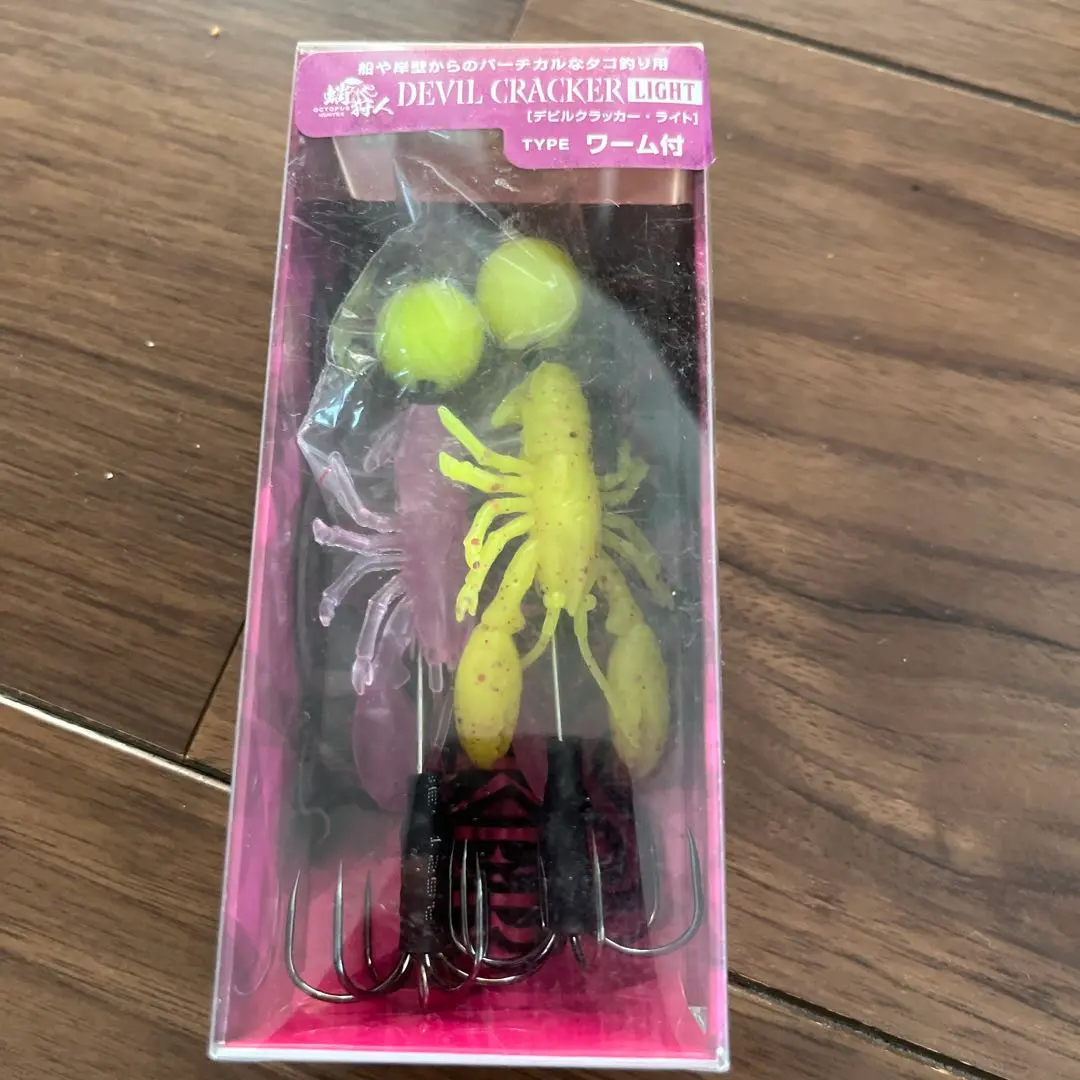 船や岸壁からのバーチカルなタコ釣り用
蛸狩人
OCTOPUS HUNTER
DEVIL CRACKER LIGHT
[デビルクラッカー・ライト]
TYPE ワーム付